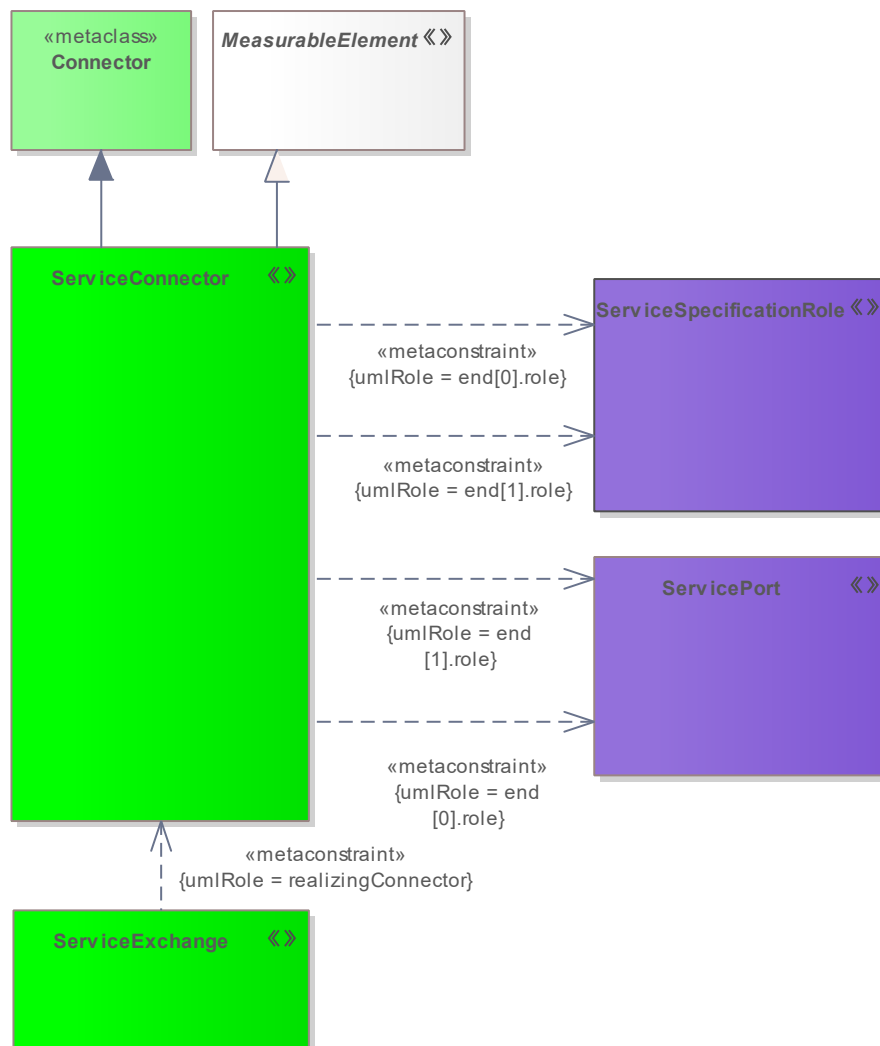 «metaclass»
Connector
MeasurableElement «»
ServiceConnector «»
ServiceSpecificationRole «»
«metaconstraint»
{umlRole = end[0].role}
«metaconstraint»
{umlRole = end[1].role}
ServicePort «»
«metaconstraint»
{umlRole = end
[1].role}
«metaconstraint»
{umlRole = end
[0].role}
«metaconstraint»
{umlRole = realizingConnector}
ServiceExchange «»